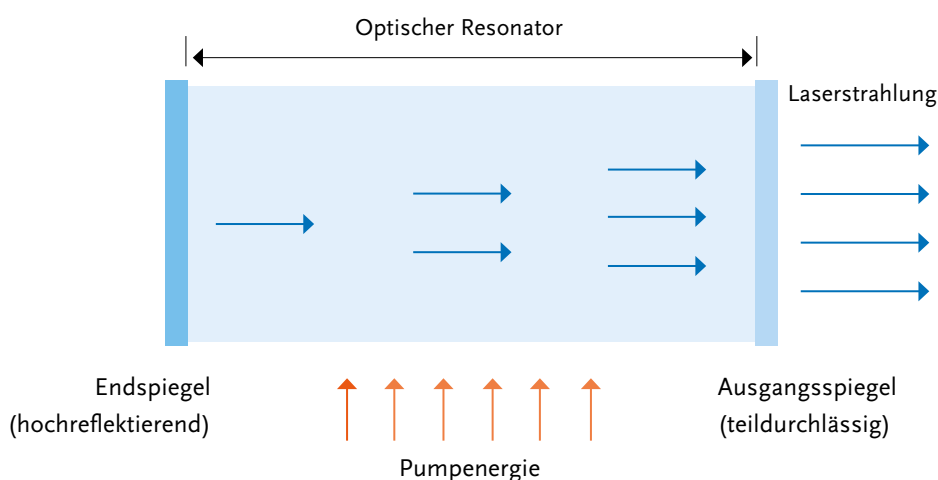 Optischer Resonator
Laserstrahlung
Endspiegel
(hochreflektierend)
Ausgangsspiegel
(teildurchlässig)
Pumpenergie